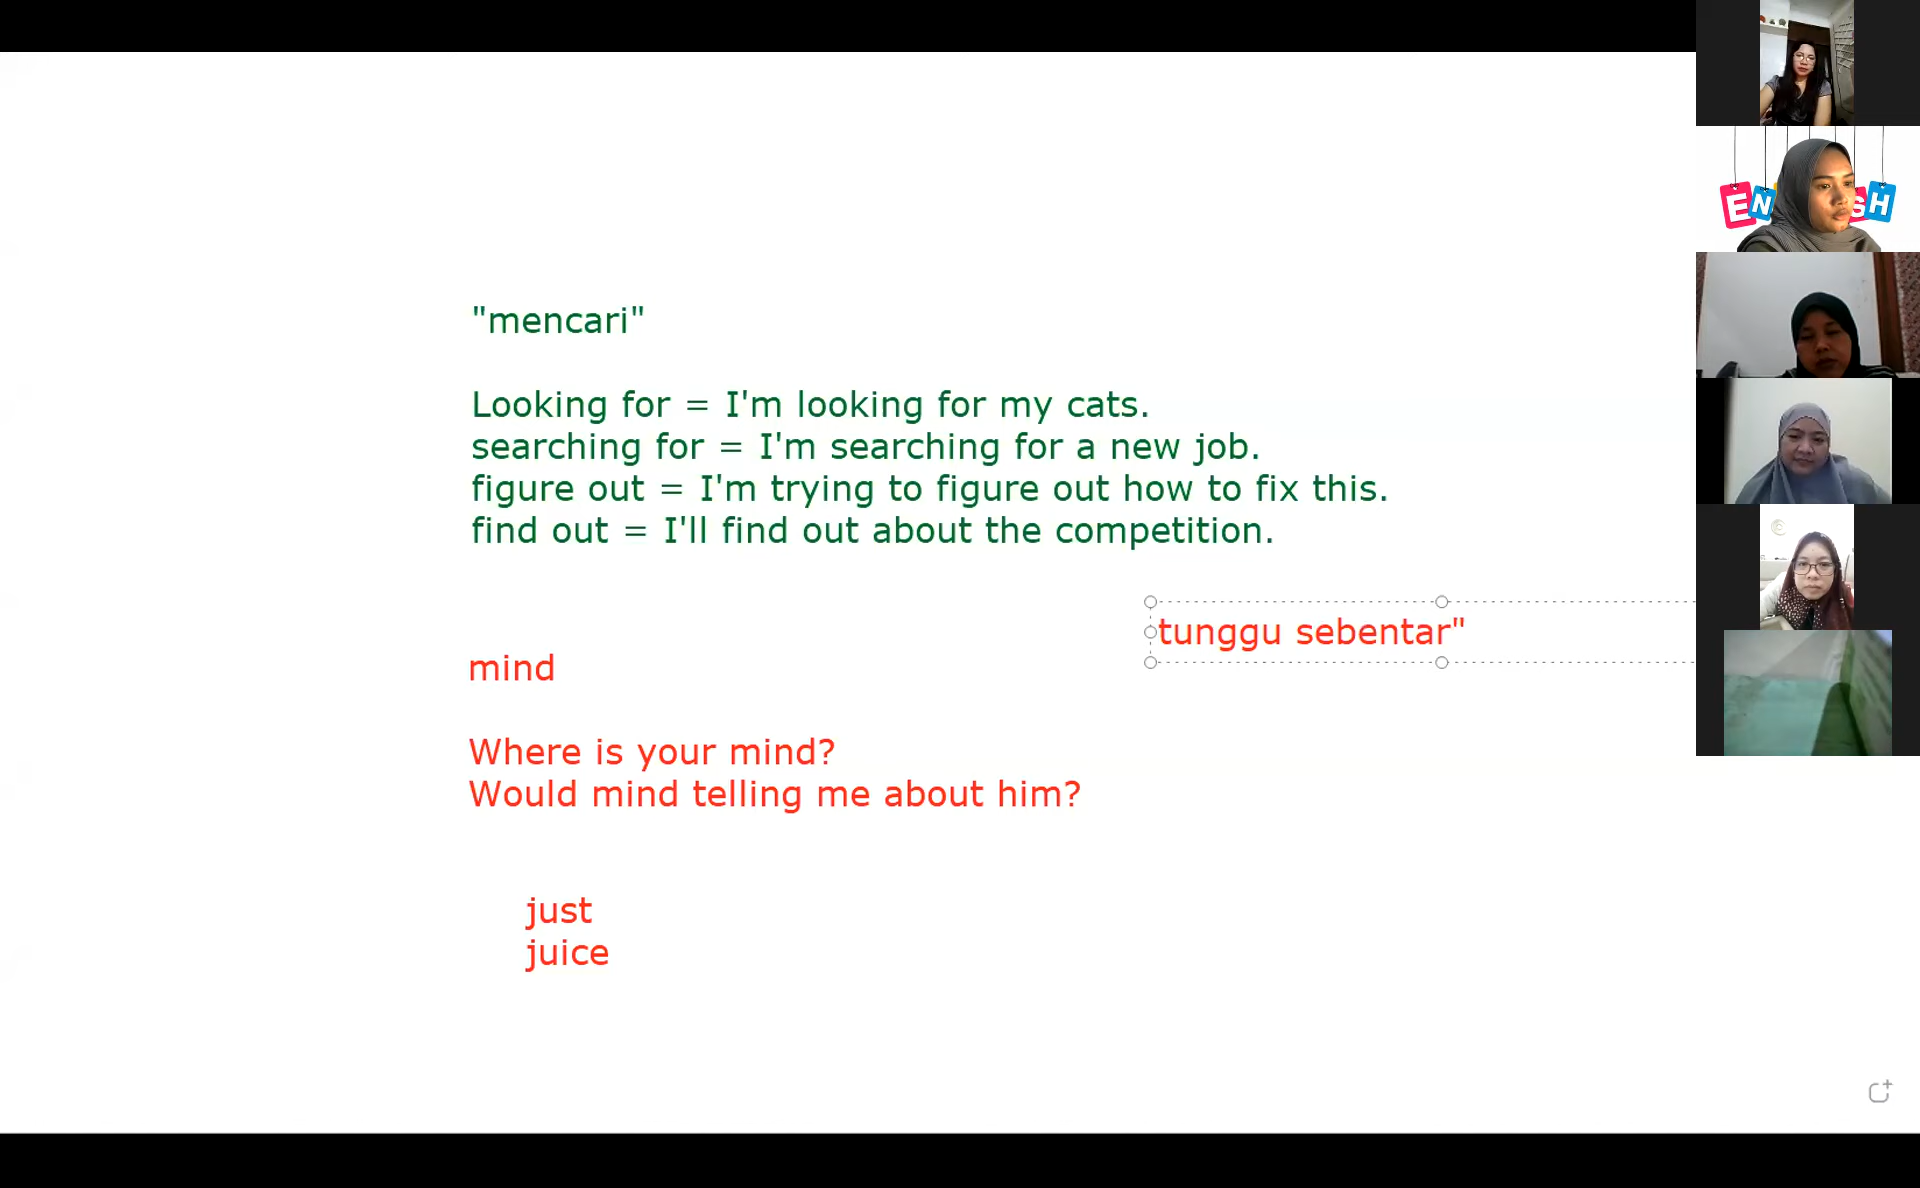 "mencari"
Looking for = I'm looking for my cats.
searching for = I'm searching for a new job.
figure out = I'm trying to figure out how to fix this.
find out = I'll find out about the competition.
tunggu sebentar"
mind
Where is your mind?
Would mind telling me about him?
just
juice
EN SH